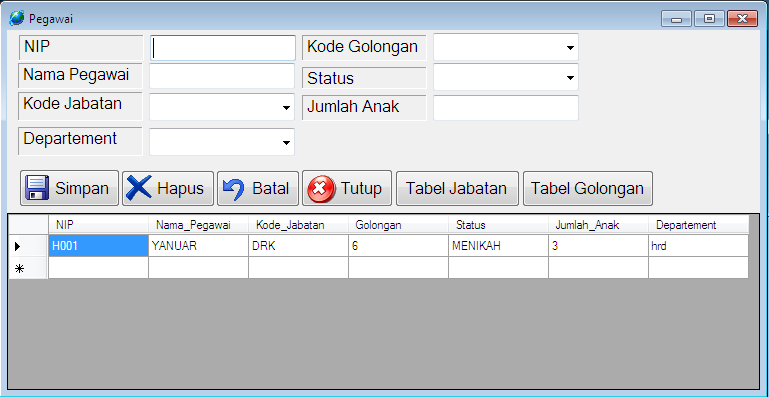 Pegawai
NIP
Kode Golongan
Nama Pegawai
Status
Kode Jabatan
Jumlah Anak
Departement
Simpan Hapus Batal Tutup Tabel Jabatan Tabel Golongan
NIP Nama_Pegawai Kode_Jabatan Golongan Status Jumlah_Anak Departement
H001 YANUAR DRK 6 MENIKAH 3 hrd